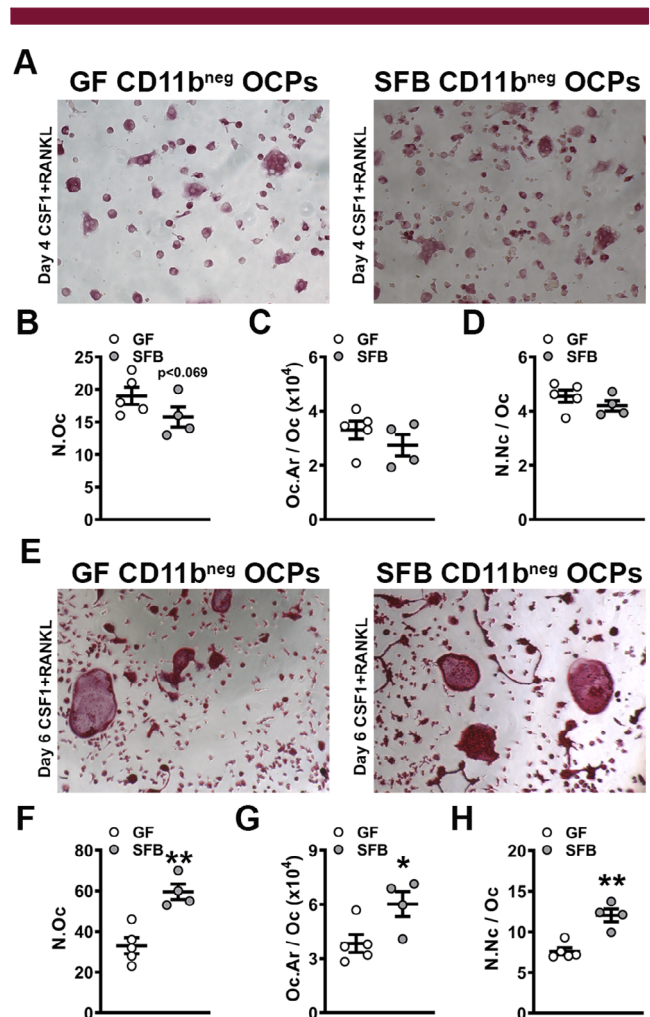 A
GF CD11bneg OCPs
SFB CD11bneg OCPs
Day 4 CSF1+RANKL
Day 4 CSF1+RANKL
B
GF
SFB
p<0.069
N.Oc
25
20
15
10
5
0
C
GF
SFB
Oc.Ar / Oc (x10⁴)
6
4
2
0
D
GF
SFB
N.Nc / Oc
6
4
2
0
E
GF CD11bneg OCPs
SFB CD11bneg OCPs
Day 6 CSF1+RANKL
Day 6 CSF1+RANKL
F
GF
SFB
**
N.Oc
80
60
40
20
0
G
GF
SFB
*
Oc.Ar / Oc (x10⁴)
9
6
3
0
H
GF
SFB
**
N.Nc / Oc
20
15
10
5
0